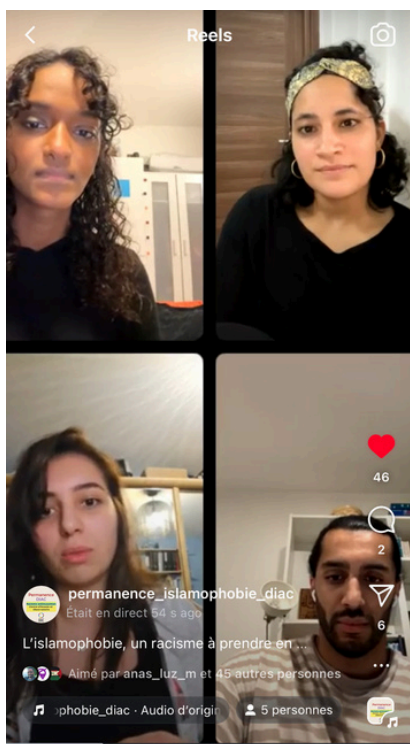 Reels
46
2
permanence_islamophobie_diac
Était en direct 54 s ago
6
L'islamophobie, un racisme à prendre en ...
Aimé par anas_luz_m et 45 autres personnes
ophobie_diac · Audio d'origin
5 personnes